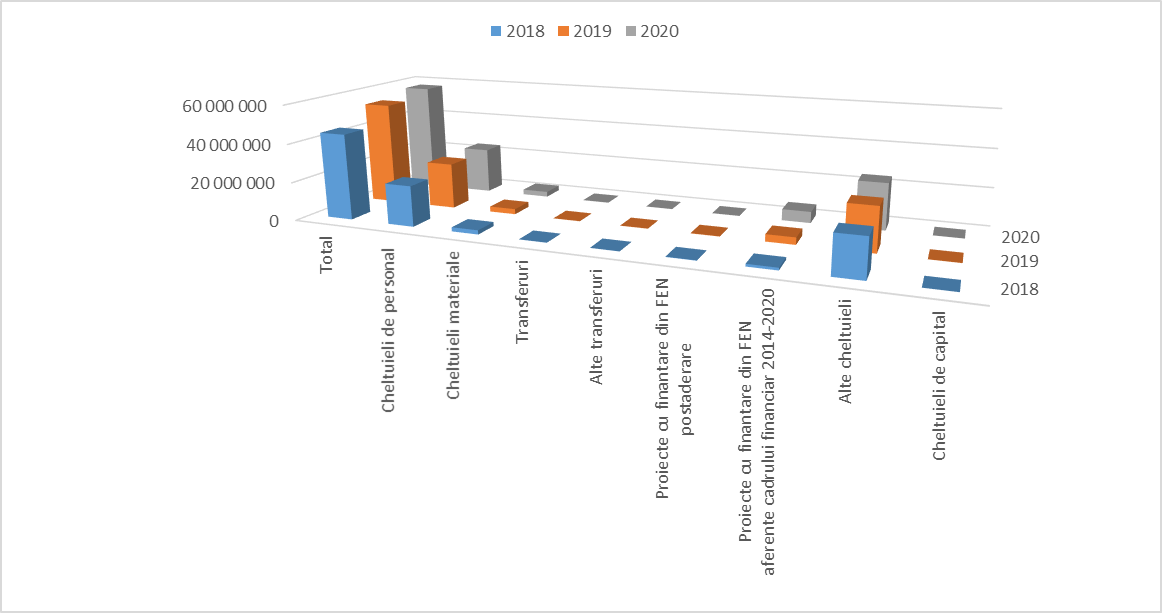 2018 2019 2020
60 000 000
40 000 000
20 000 000
0
Total
Cheltuieli de personal
Cheltuieli materiale
Transferuri
Alte transferuri
Proiecte cu finantare din FEN
postaderare
Proiecte cu finantare din FEN
aferente cadrului financiar 2014-2020
Alte cheltuieli
Cheltuieli de capital
2020
2019
2018